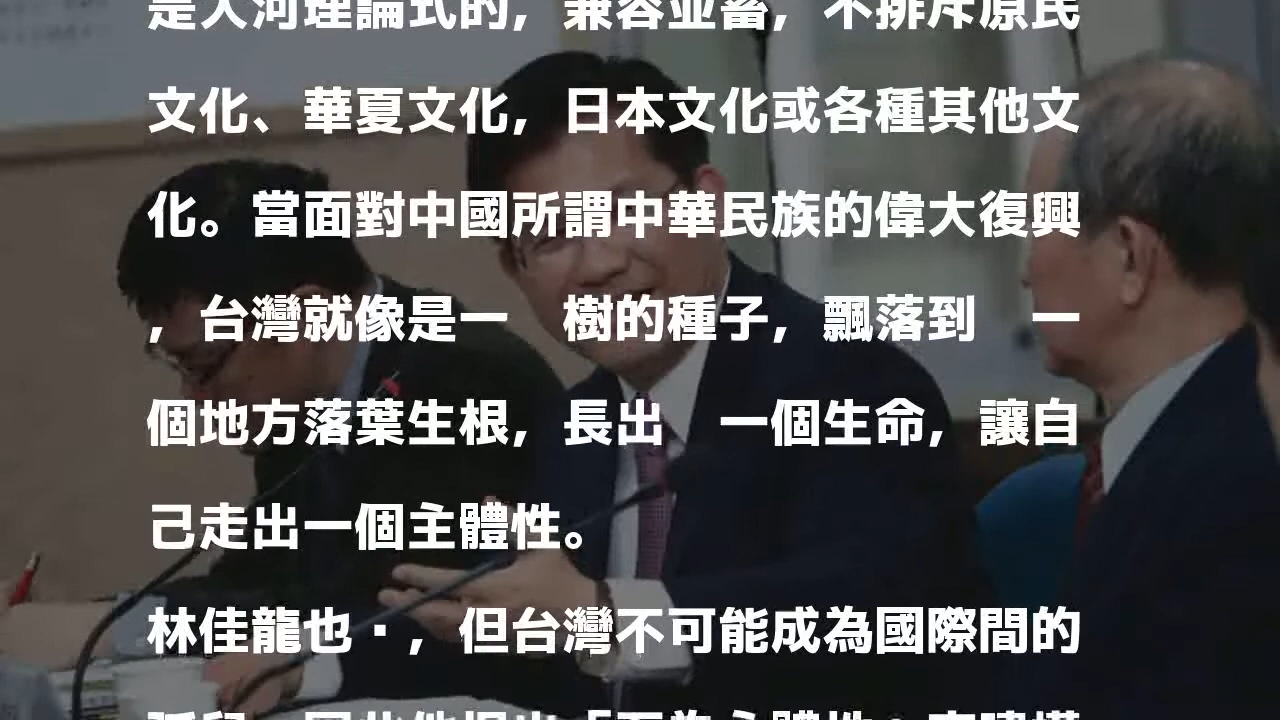 是大河理論式的，兼容並蓄，不排斥原民
文化、華夏文化，日本文化或各種其他文
化。當面對中國所謂中華民族的偉大復興
，台灣就像是一　樹的種子，飄落到　一
個地方落葉生根，長出　一個生命，讓自
己走出一個主體性。
林佳龍也·，但台灣不可能成為國際間的